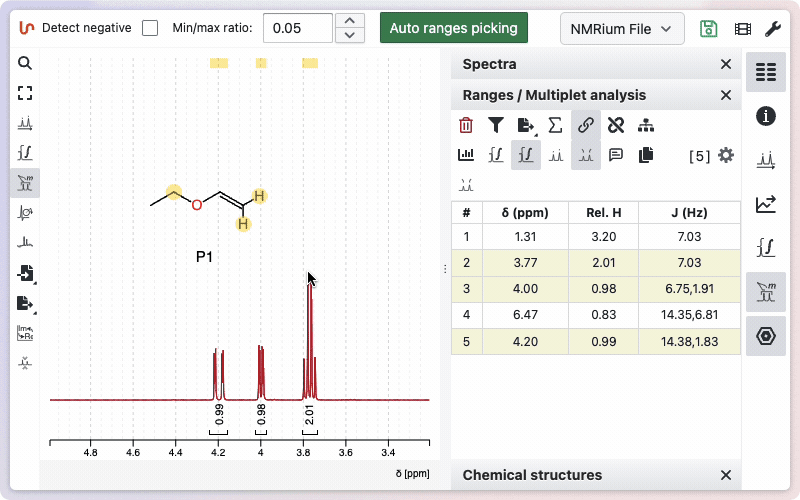 Detect negative Min/max ratio: 0.05 Auto ranges picking NMRium File
Spectra
Ranges / Multiplet analysis
[5]
# δ (ppm) Rel. H J (Hz)
1 1.31 3.20 7.03
2 3.77 2.01 7.03
3 4.00 0.98 6.75,1.91
4 6.47 0.83 14.35,6.81
5 4.20 0.99 14.38,1.83
O
H
H
P1
0.99 0.98 2.01
4.8 4.6 4.4 4.2 4 3.8 3.6 3.4
δ [ppm]
Chemical structures